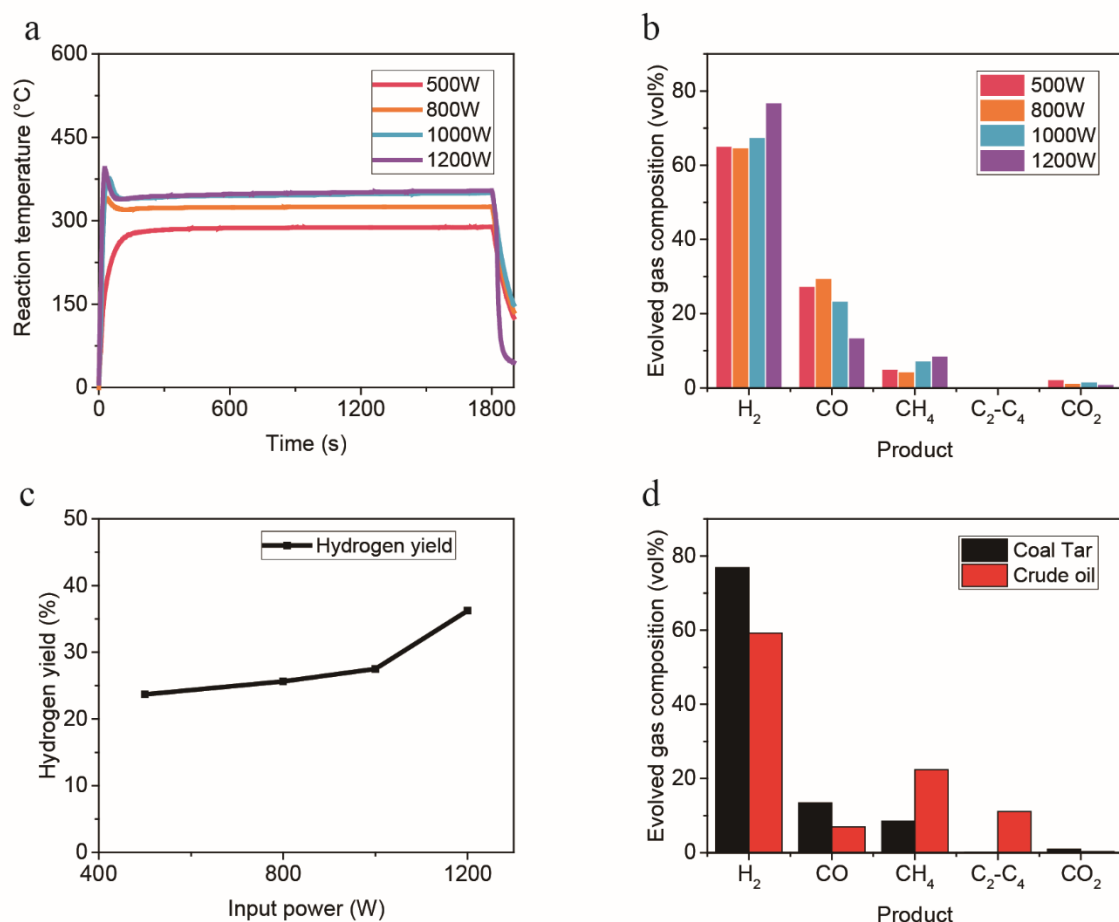 a
600
450
300
150
0
0
600
1200
1800
Reaction temperature (°C)
Time (s)
500W
800W
1000W
1200W
b
80
60
40
20
0
H₂
CO
CH₄
C₂-C₄
CO₂
Evolved gas composition (vol%)
Product
500W
800W
1000W
1200W
c
50
40
30
20
10
0
400
800
1200
Hydrogen yield (%)
Input power (W)
Hydrogen yield
d
80
60
40
20
0
H₂
CO
CH₄
C₂-C₄
CO₂
Evolved gas composition (vol%)
Product
Coal Tar
Crude oil